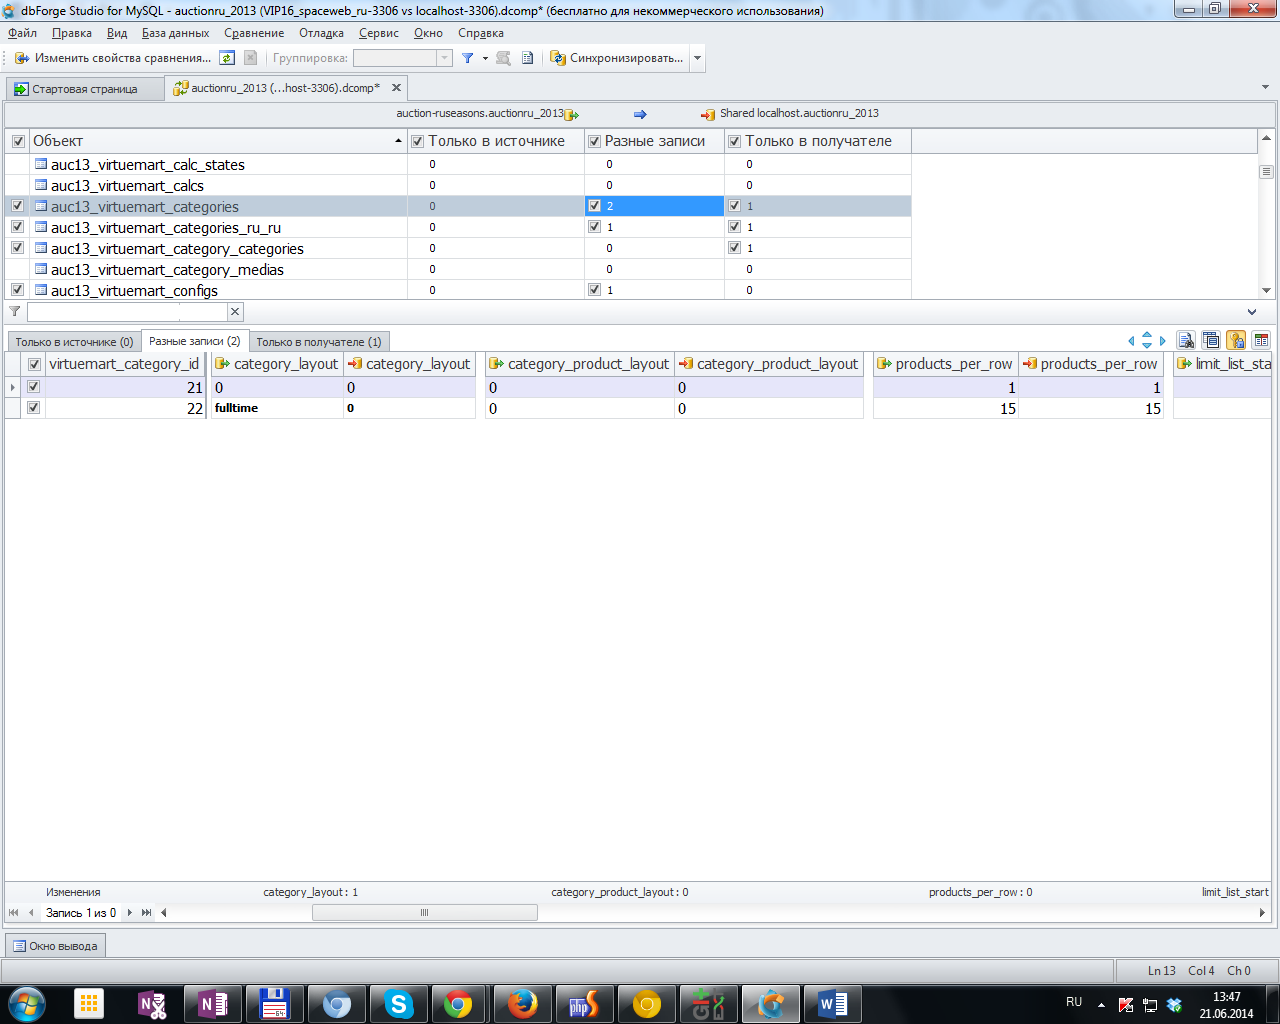 dbForge Studio for MySQL - auctionru_2013 (VIP16_spaceweb_ru-3306 vs localhost-3306).dcomp* (бесплатно для некоммерческого использования)
Файл Правка Вид База данных Сравнение Отладка Сервис Окно Справка
Изменить свойства сравнения... Группировка: Синхронизировать...
Стартовая страница auctionru_2013 (...host-3306).dcomp*
auction-ruseasons.auctionru_2013 Shared localhost.auctionru_2013
Объект Только в источнике Разные записи Только в получателе
auc13_virtuemart_calc_states 0 0 0
auc13_virtuemart_calcs 0 0 0
auc13_virtuemart_categories 0 2 1
auc13_virtuemart_categories_ru_ru 0 1 1
auc13_virtuemart_category_categories 0 0 1
auc13_virtuemart_category_medias 0 0 0
auc13_virtuemart_configs 0 1 0
Только в источнике (0) Разные записи (2) Только в получателе (1)
virtuemart_category_id category_layout category_layout category_product_layout category_product_layout products_per_row products_per_row limit_list_sta
21 0 0 0 0 1 1
22 fulltime 0 0 0 15 15
Изменения category_layout : 1 category_product_layout : 0 products_per_row : 0 limit_list_start
Запись 1 из 0
Окно вывода
Ln 13 Col 4 Ch 0
RU 13:47
21.06.2014